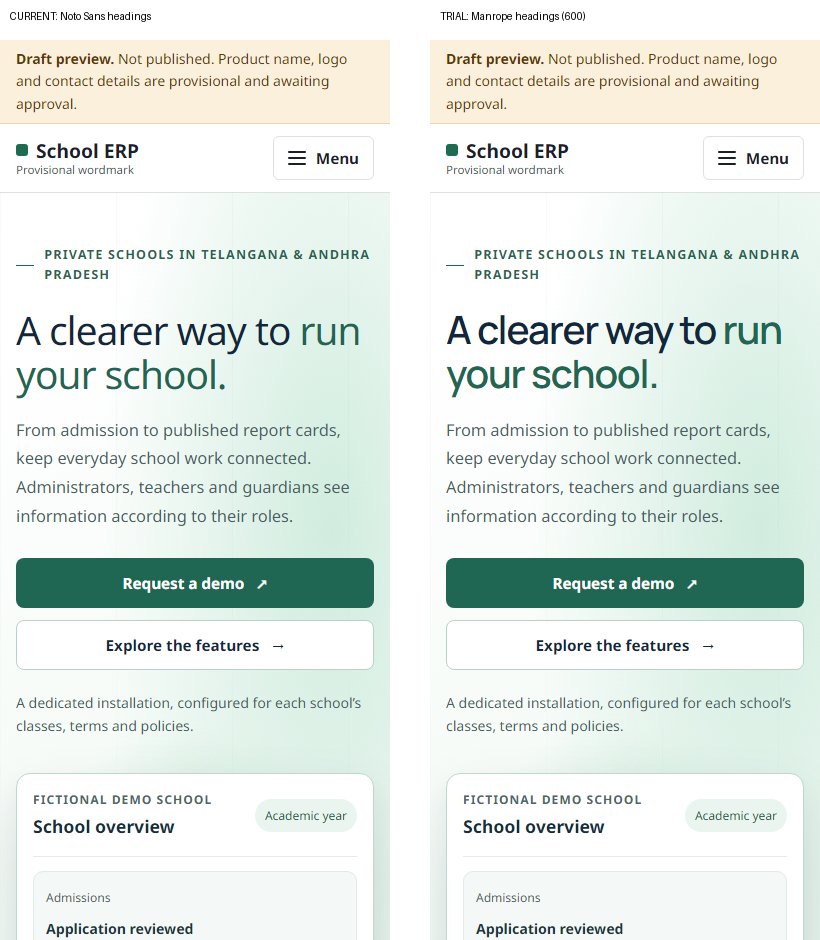 CURRENT: Noto Sans headings
Draft preview. Not published. Product name, logo
and contact details are provisional and awaiting
approval.
School ERP
Provisional wordmark
Menu
PRIVATE SCHOOLS IN TELANGANA & ANDHRA
PRADESH
A clearer way to run
your school.
From admission to published report cards,
keep everyday school work connected.
Administrators, teachers and guardians see
information according to their roles.
Request a demo ↗
Explore the features →
A dedicated installation, configured for each school’s
classes, terms and policies.
FICTIONAL DEMO SCHOOL
School overview
Academic year
Admissions
Application reviewed
TRIAL: Manrope headings (600)
Draft preview. Not published. Product name, logo
and contact details are provisional and awaiting
approval.
School ERP
Provisional wordmark
Menu
PRIVATE SCHOOLS IN TELANGANA & ANDHRA
PRADESH
A clearer way to run
your school.
From admission to published report cards,
keep everyday school work connected.
Administrators, teachers and guardians see
information according to their roles.
Request a demo ↗
Explore the features →
A dedicated installation, configured for each school’s
classes, terms and policies.
FICTIONAL DEMO SCHOOL
School overview
Academic year
Admissions
Application reviewed